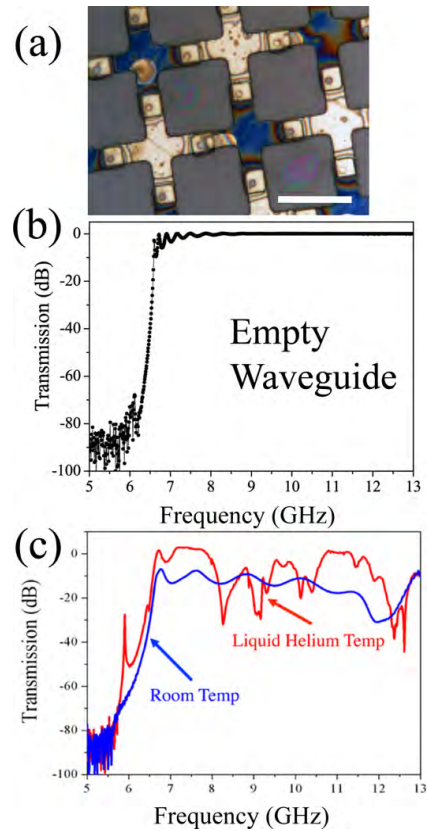 (a)
(b)
Transmission (dB)
0
-20
-40
-60
-80
-100
Empty
Waveguide
5 6 7 8 9 10 11 12 13
Frequency (GHz)
(c)
Transmission (dB)
0
-20
-40
-60
-80
-100
Liquid Helium Temp
Room Temp
5 6 7 8 9 10 11 12 13
Frequency (GHz)